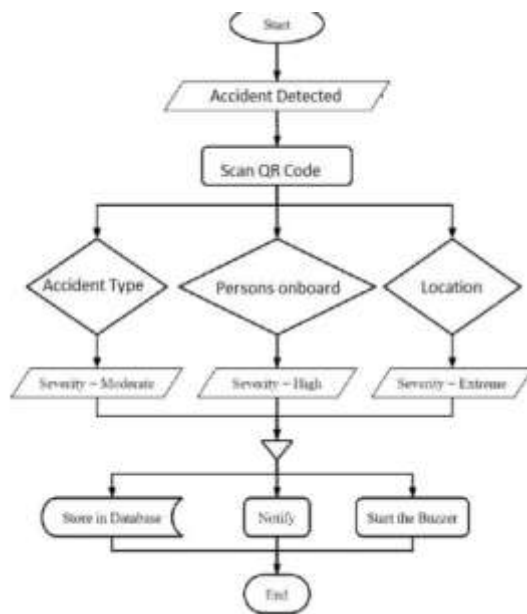 Start
Accident Detected
Scan QR Code
Accident Type
Persons onboard
Location
Severity ~ Moderate
Severity ~ High
Severity ~ Extreme
Store in Database
Notify
Start the Buzzer
End